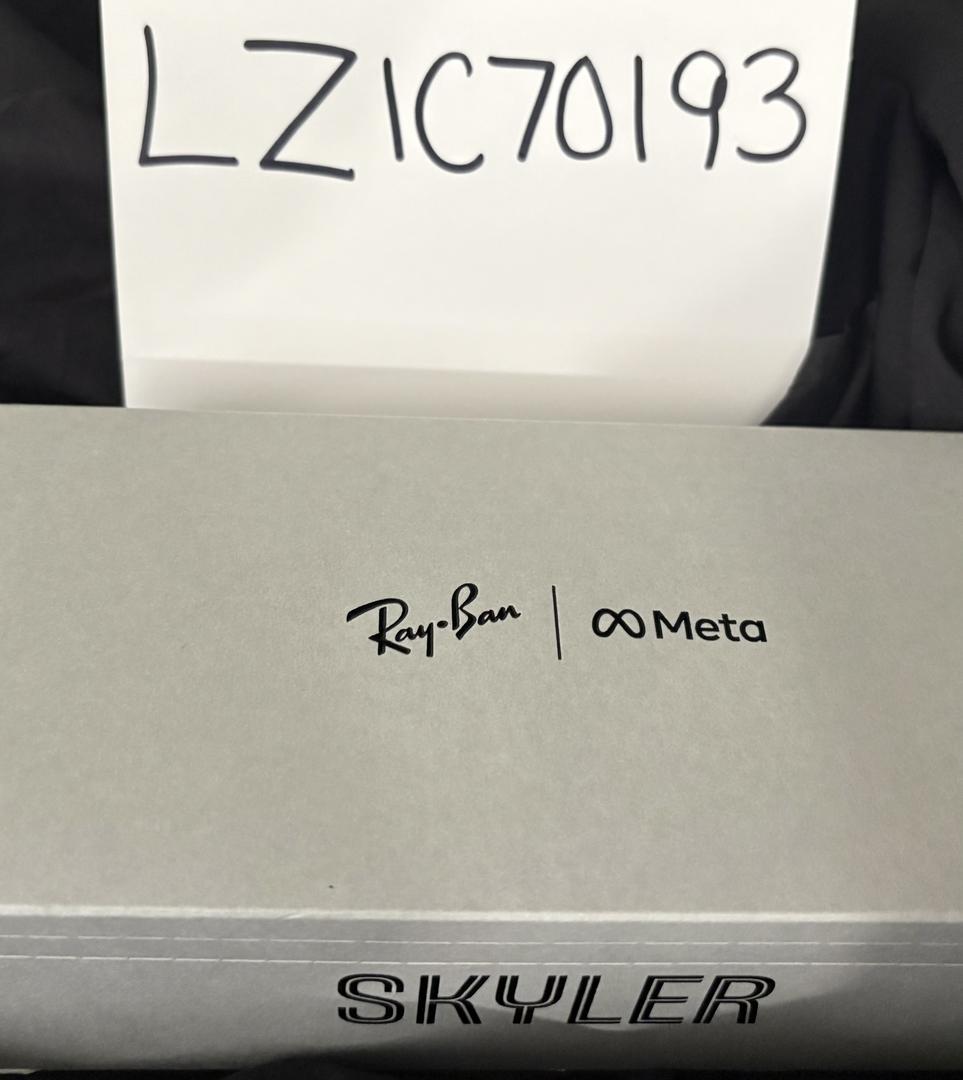 LZ1C70193
Ray-Ban | Meta
SKYLER